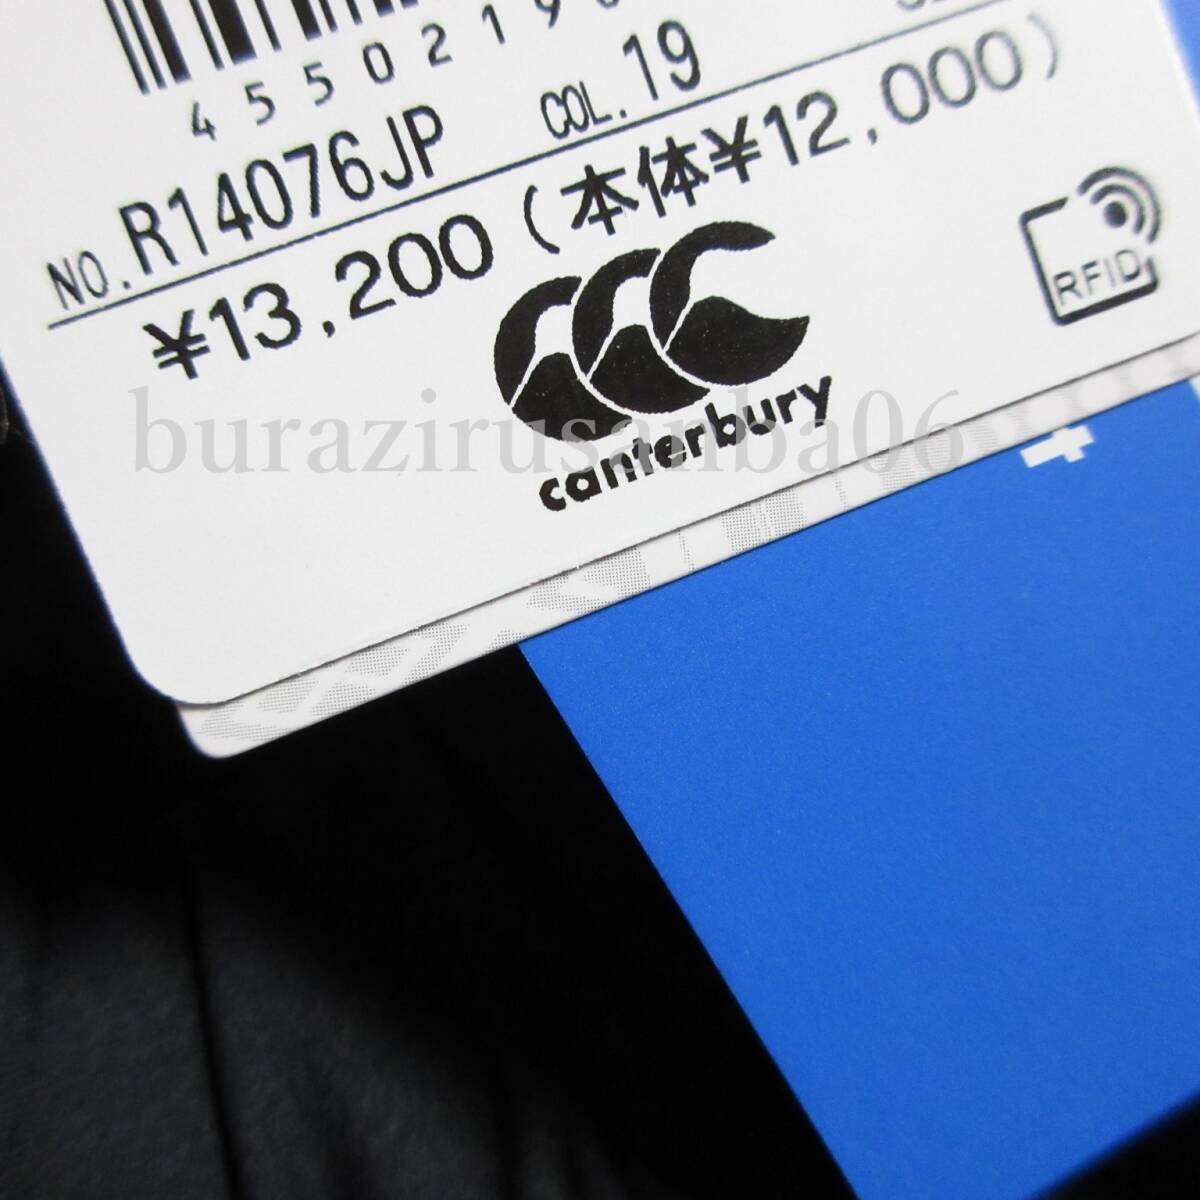 4550219
NO. R14076JP COL. 19
¥13,200 (本体¥12,000)
RFID
canterbury
burazirusanba06